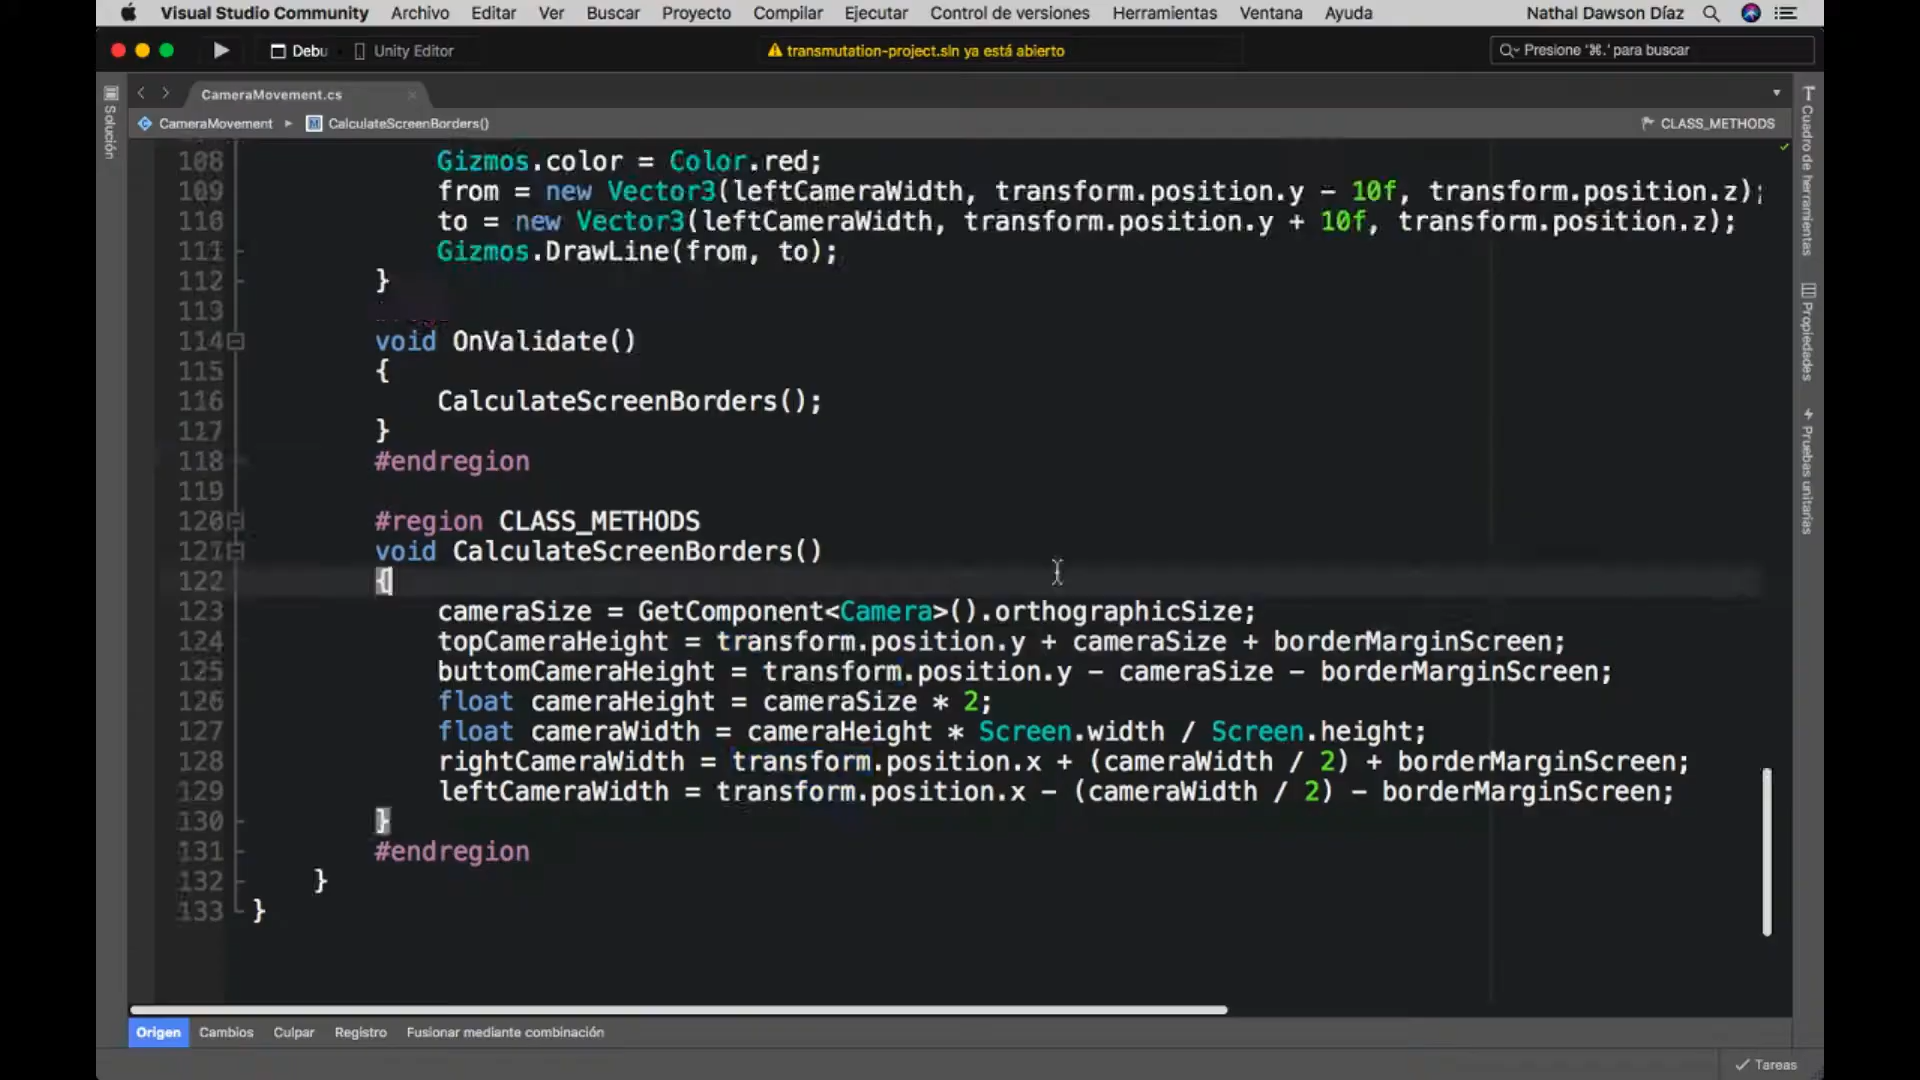 Visual Studio Community Archivo Editar Ver Buscar Proyecto Compilar Ejecutar Control de versiones Herramientas Ventana Ayuda Nathal Dawson Díaz
Debu Unity Editor transmutation-project.sln ya está abierto Presione '⌘.' para buscar
Solución
CameraMovement.cs
CameraMovement ▸ CalculateScreenBorders() CLASS_METHODS
108 Gizmos.color = Color.red;
109 from = new Vector3(leftCameraWidth, transform.position.y - 10f, transform.position.z);
110 to = new Vector3(leftCameraWidth, transform.position.y + 10f, transform.position.z);
111 Gizmos.DrawLine(from, to);
112 }
113
114 void OnValidate()
115 {
116 CalculateScreenBorders();
117 }
118 #endregion
119
120 #region CLASS_METHODS
121 void CalculateScreenBorders()
122 {
123 cameraSize = GetComponent<Camera>().orthographicSize;
124 topCameraHeight = transform.position.y + cameraSize + borderMarginScreen;
125 buttomCameraHeight = transform.position.y - cameraSize - borderMarginScreen;
126 float cameraHeight = cameraSize * 2;
127 float cameraWidth = cameraHeight * Screen.width / Screen.height;
128 rightCameraWidth = transform.position.x + (cameraWidth / 2) + borderMarginScreen;
129 leftCameraWidth = transform.position.x - (cameraWidth / 2) - borderMarginScreen;
130 }
131 #endregion
132 }
133 }
Cuadro de herramientas
Propiedades
Pruebas unitarias
Origen Cambios Culpar Registro Fusionar mediante combinación
Tareas